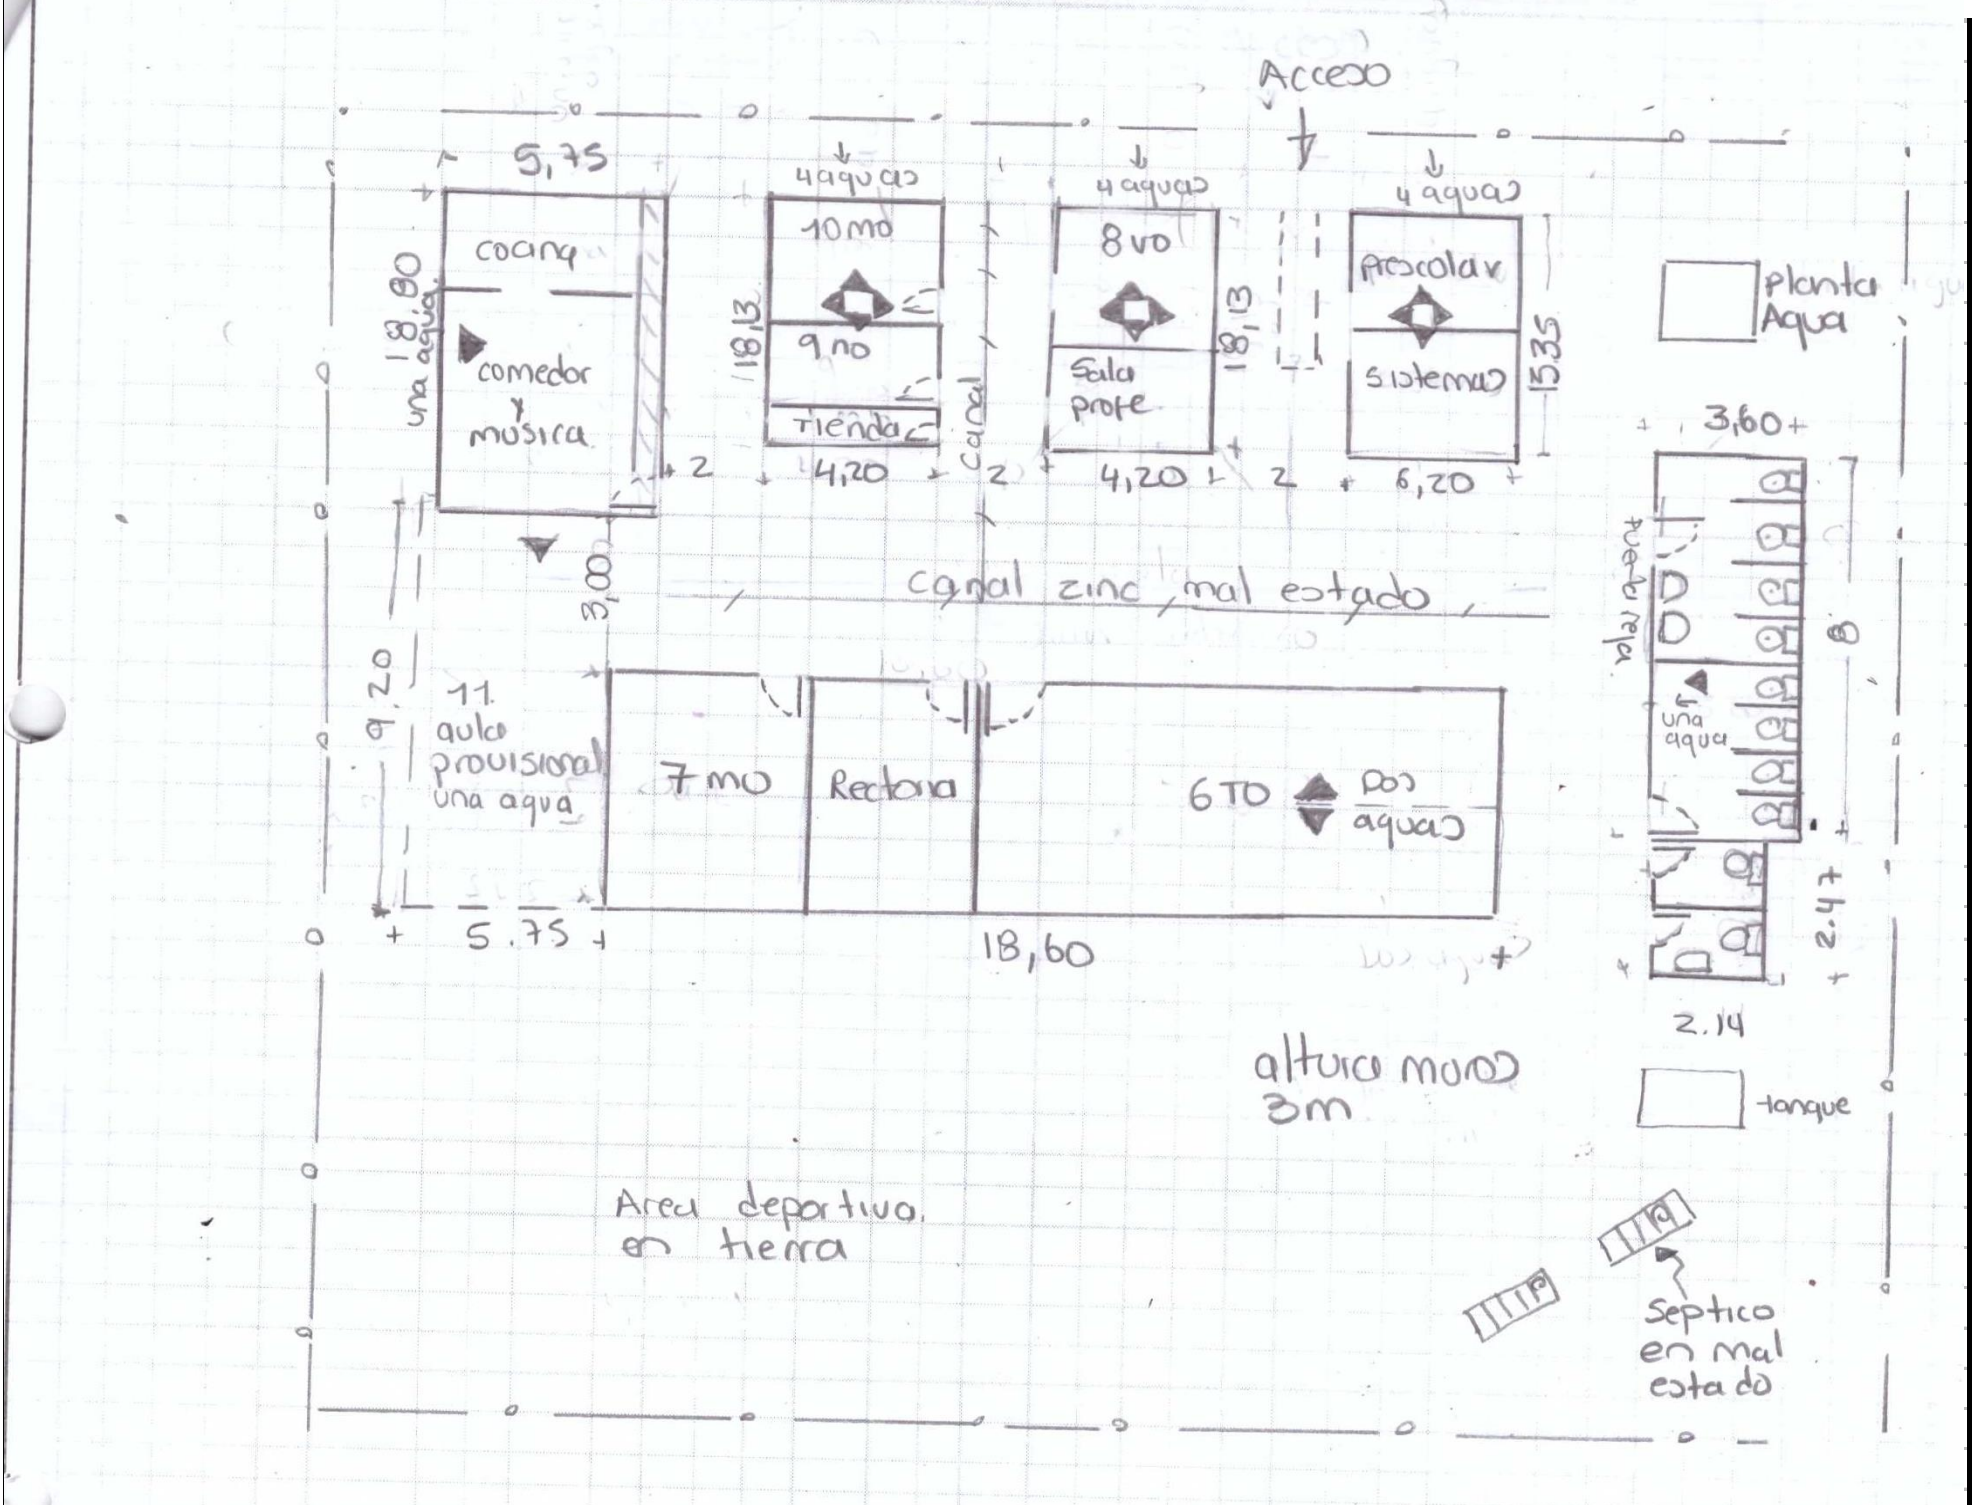 Acceso
5,75
4 aguas
4 aguas
4 aguas
cocina
18,80
una agua
comedor
y
musica
10mo
18,13
9no
Tienda
canal
8vo
18,13
Sala
profe
prescolar
sistemas
15.35
planta
Agua
2
4,20
2
4,20
2
6,20
3,60
puerta reja
8
una
agua
2.47
2.14
3,00
canal zinc, mal estado,
9.20
11.
aula
provisional
una agua
7mo
Rectoria
6TO
Dos
aguas
5.75
18,60
altura muros
3m
tanque
Area deportiva
en tierra
Septico
en mal
estado